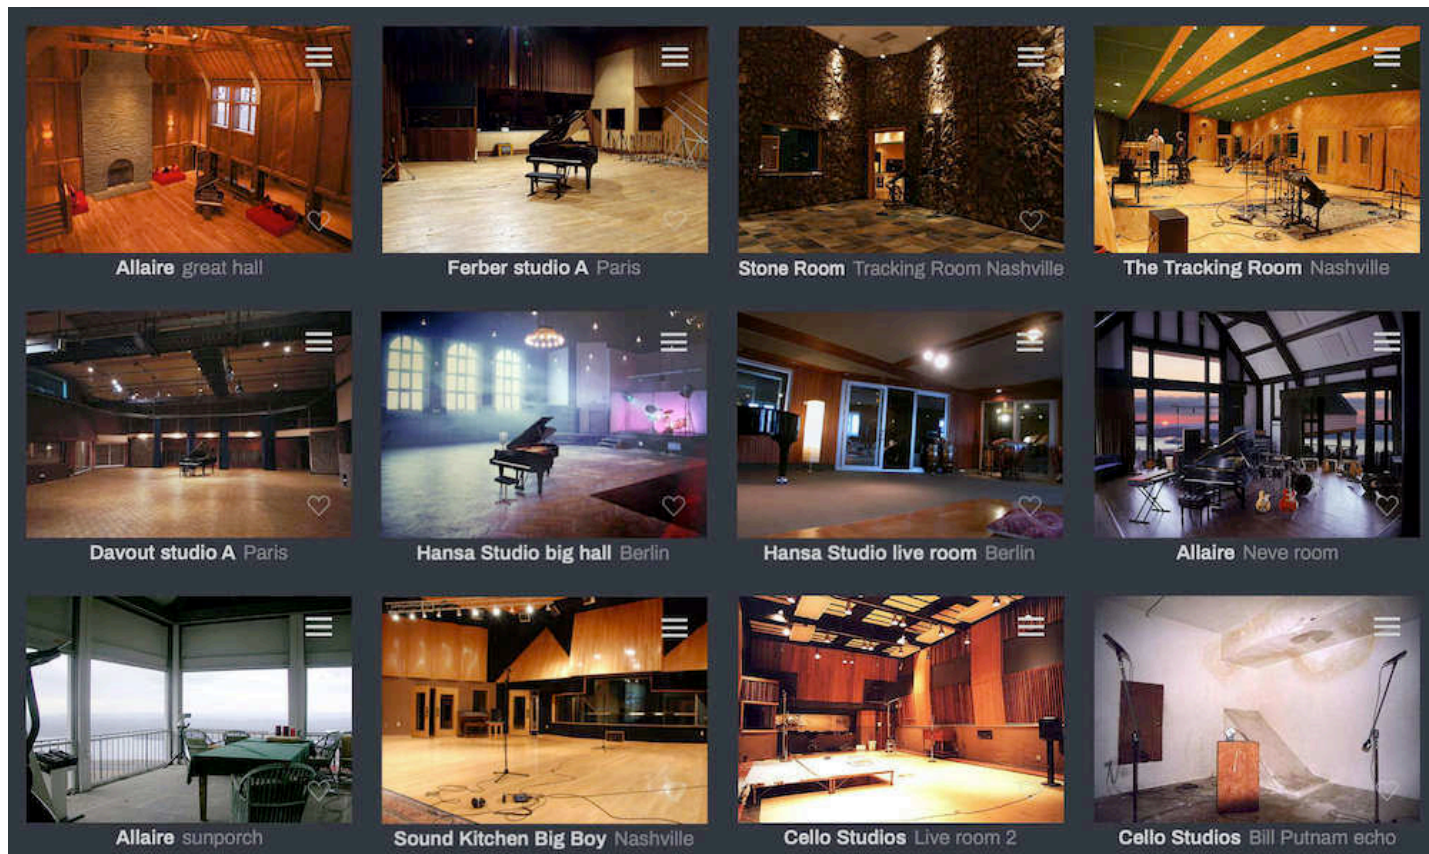 Allaire great hall
Ferber studio A Paris
Stone Room Tracking Room Nashville
The Tracking Room Nashville
Davout studio A Paris
Hansa Studio big hall Berlin
Hansa Studio live room Berlin
Allaire Neve room
Allaire sunporch
Sound Kitchen Big Boy Nashville
Cello Studios Live room 2
Cello Studios Bill Putnam echo